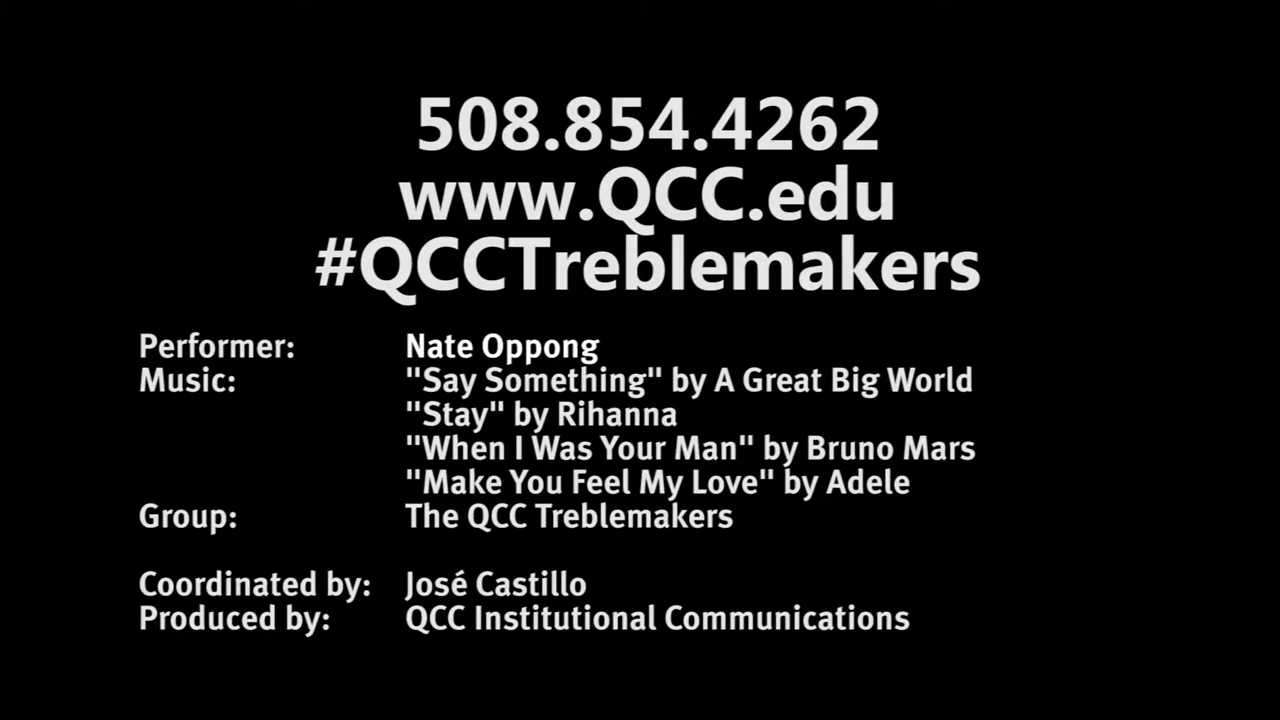 508.854.4262
www.QCC.edu
#QCCTreblemakers
Performer: Nate Oppong
Music: "Say Something" by A Great Big World
"Stay" by Rihanna
"When I Was Your Man" by Bruno Mars
"Make You Feel My Love" by Adele
Group: The QCC Treblemakers
Coordinated by: José Castillo
Produced by: QCC Institutional Communications